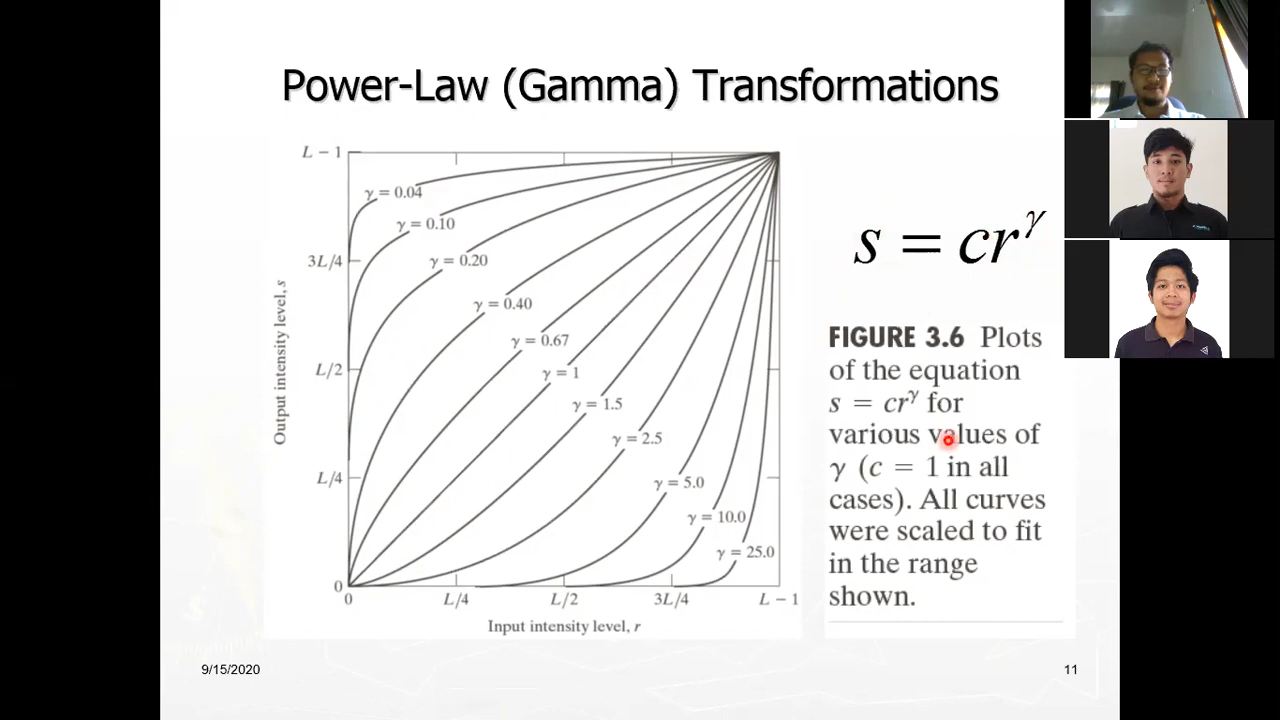 Power-Law (Gamma) Transformations
L − 1
γ = 0.04
γ = 0.10
3L/4
γ = 0.20
γ = 0.40
γ = 0.67
L/2
γ = 1
γ = 1.5
γ = 2.5
L/4
γ = 5.0
γ = 10.0
γ = 25.0
0
0
L/4
L/2
3L/4
L − 1
Output intensity level, s
Input intensity level, r
s = cr^γ
FIGURE 3.6 Plots
of the equation
s = cr^γ for
various values of
γ (c = 1 in all
cases). All curves
were scaled to fit
in the range
shown.
9/15/2020
11